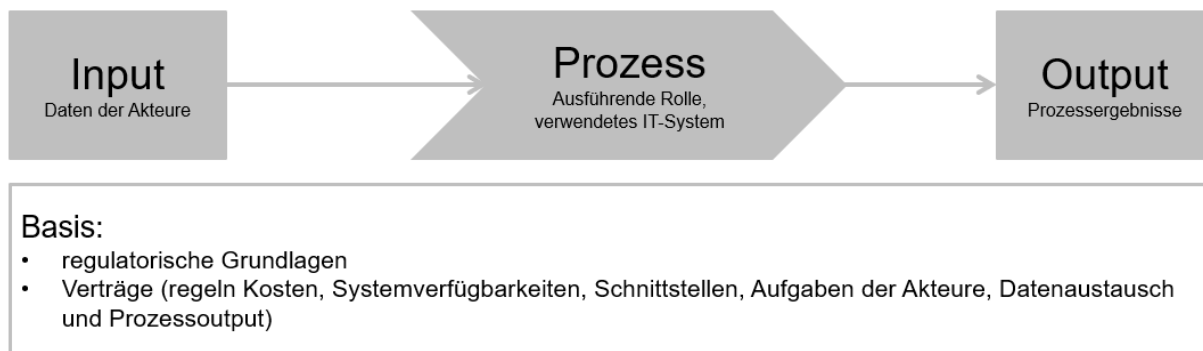 Input
Daten der Akteure
Prozess
Ausführende Rolle,
verwendetes IT-System
Output
Prozessergebnisse
Basis:
• regulatorische Grundlagen
• Verträge (regeln Kosten, Systemverfügbarkeiten, Schnittstellen, Aufgaben der Akteure, Datenaustausch
und Prozessoutput)